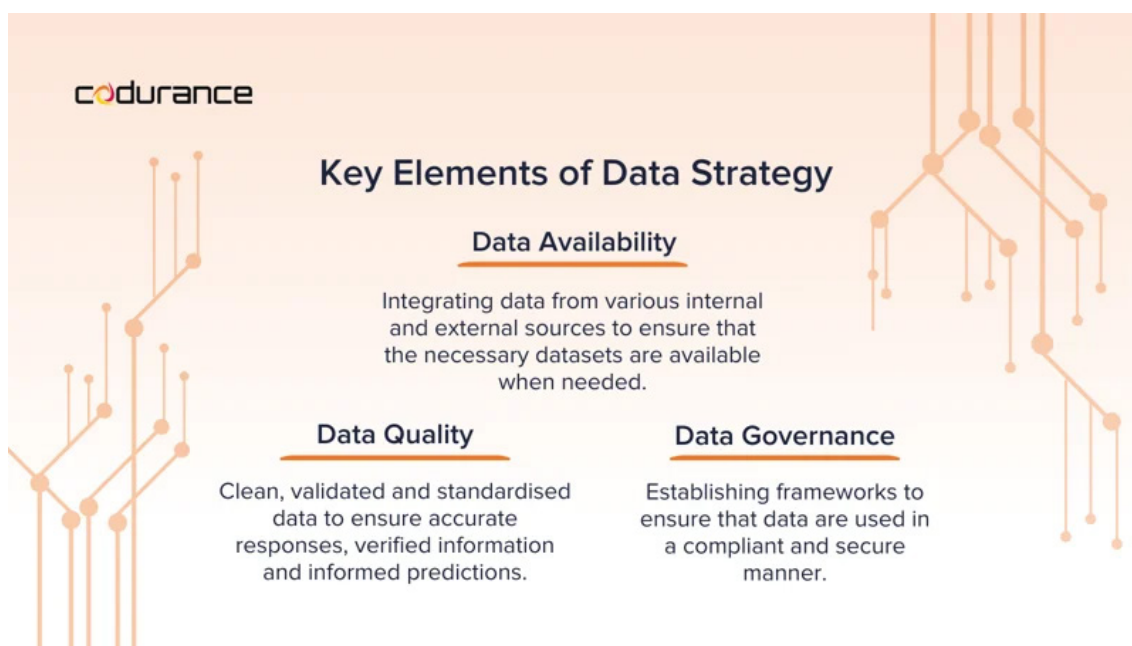 codurance
Key Elements of Data Strategy
Data Availability
Integrating data from various internal
and external sources to ensure that
the necessary datasets are available
when needed.
Data Quality
Clean, validated and standardised
data to ensure accurate
responses, verified information
and informed predictions.
Data Governance
Establishing frameworks to
ensure that data are used in
a compliant and secure
manner.